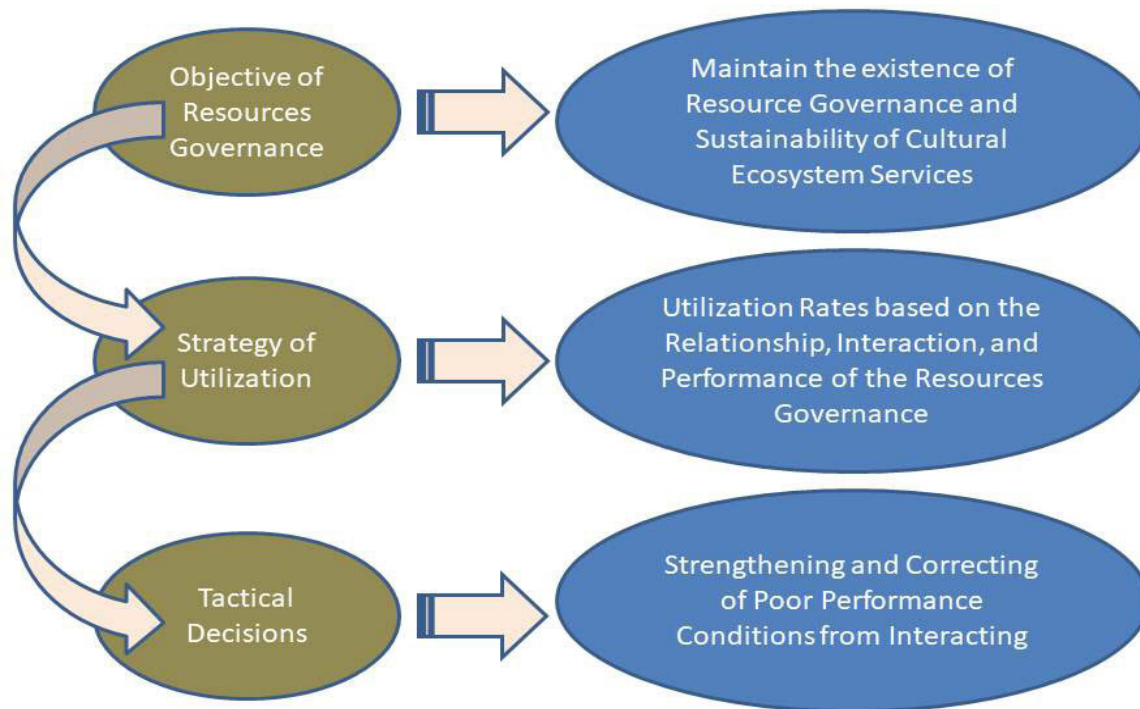 Objective of
Resources
Governance
Maintain the existence of
Resource Governance and
Sustainability of Cultural
Ecosystem Services
Strategy of
Utilization
Utilization Rates based on the
Relationship, Interaction, and
Performance of the Resources
Governance
Tactical
Decisions
Strengthening and Correcting
of Poor Performance
Conditions from Interacting